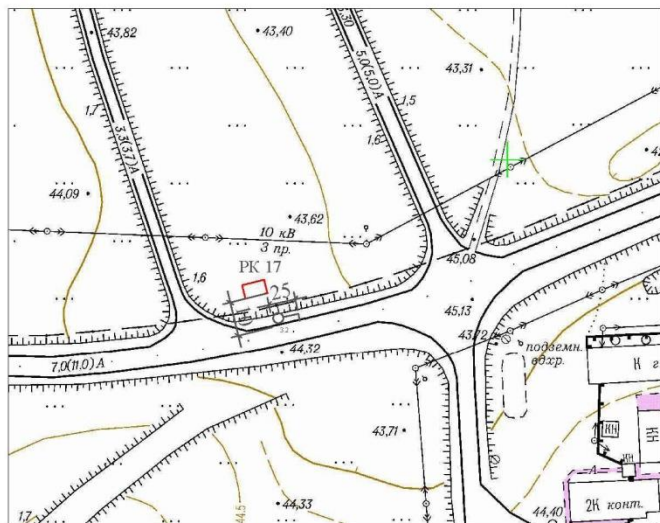 43,82
43,40
5,0(5,0)А
43,31
1,7
1,5
3,3(3,7)А
1,6
44,09
43,62
10 кВ
3 пр.
45,08
1,6
РК 17
25
45,13
43,72
подземн.
вдхр.
44,32
7,0(11,0)А
К
КН
КН
43,71
44,33
44.5
1,7
44,40
2К конт.